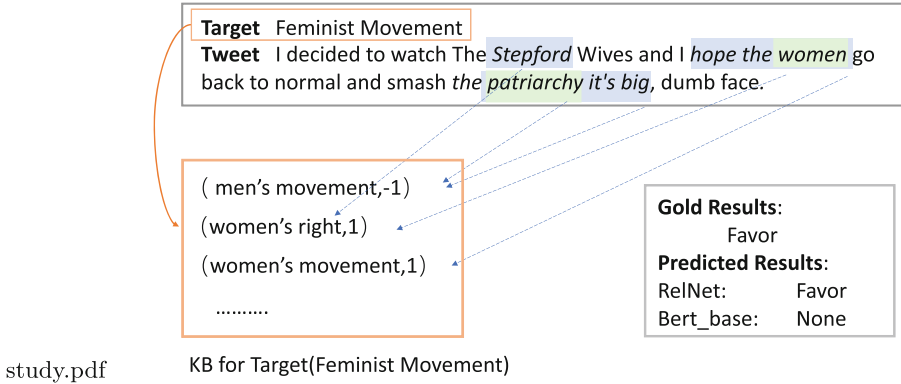 Target Feminist Movement
Tweet I decided to watch The Stepford Wives and I hope the women go
back to normal and smash the patriarchy it's big, dumb face.
( men's movement,-1)
(women's right,1)
(women's movement,1)
..........
Gold Results:
Favor
Predicted Results:
RelNet: Favor
Bert_base: None
study.pdf
KB for Target(Feminist Movement)